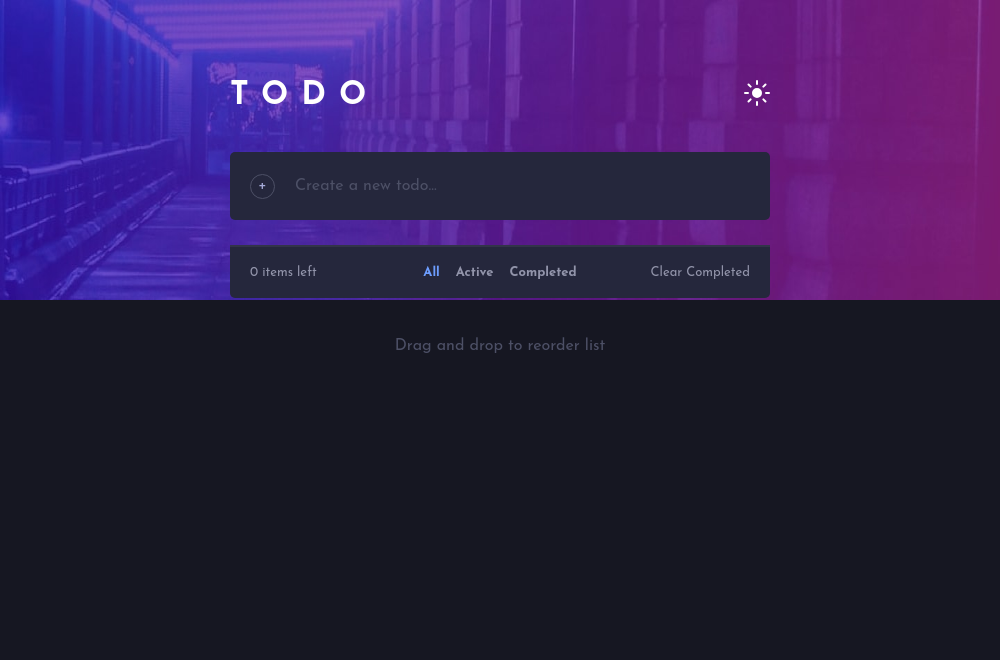 TODO
+ Create a new todo...
0 items left All Active Completed Clear Completed
Drag and drop to reorder list